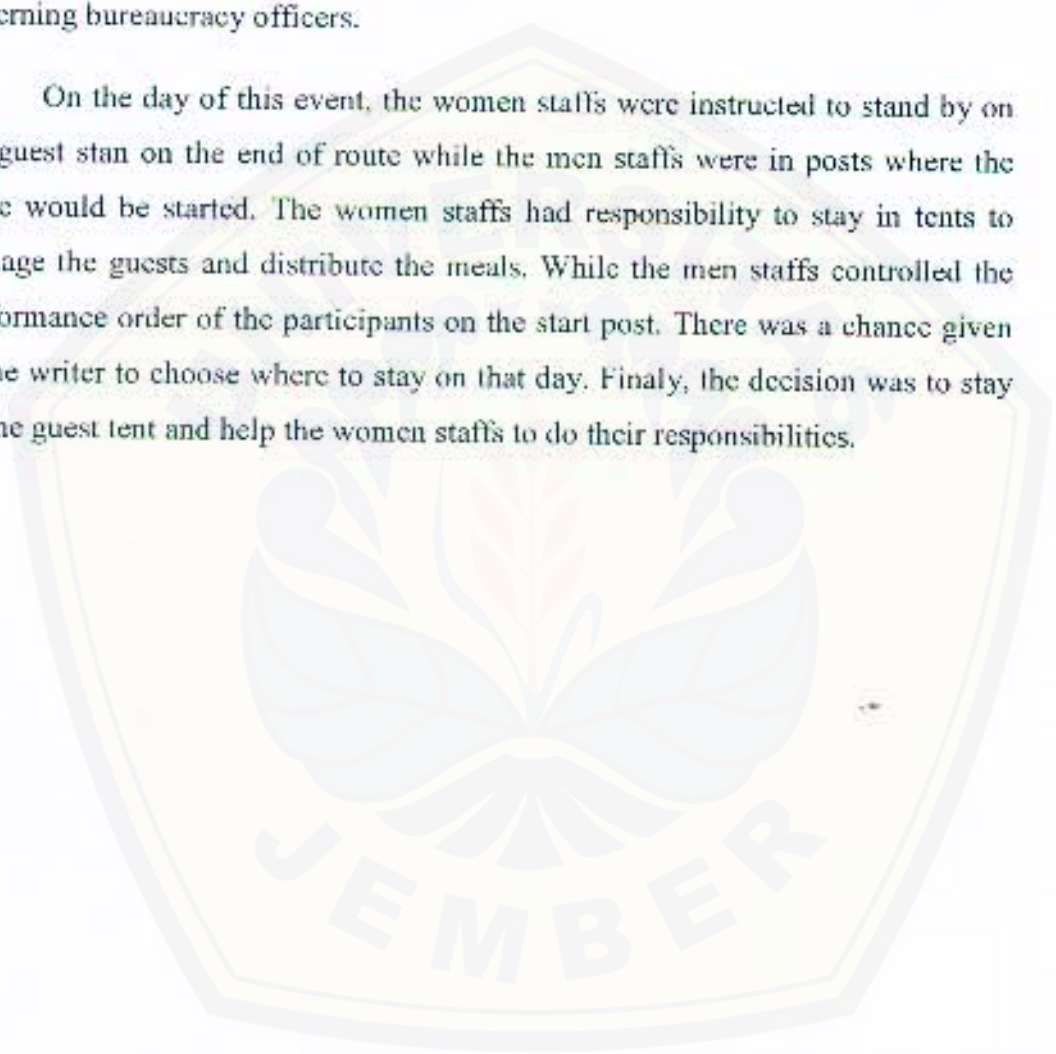 erning bureaucracy officers.
On the day of this event, the women staffs were instructed to stand by on
guest stan on the end of route while the men staffs were in posts where the
e would be started. The women staffs had responsibility to stay in tents to
age the guests and distribute the meals. While the men staffs controlled the
ormance order of the participants on the start post. There was a chance given
ne writer to choose where to stay on that day. Finaly, the decision was to stay
ne guest tent and help the women staffs to do their responsibilities.
UNIVERSITAS
JEMBER